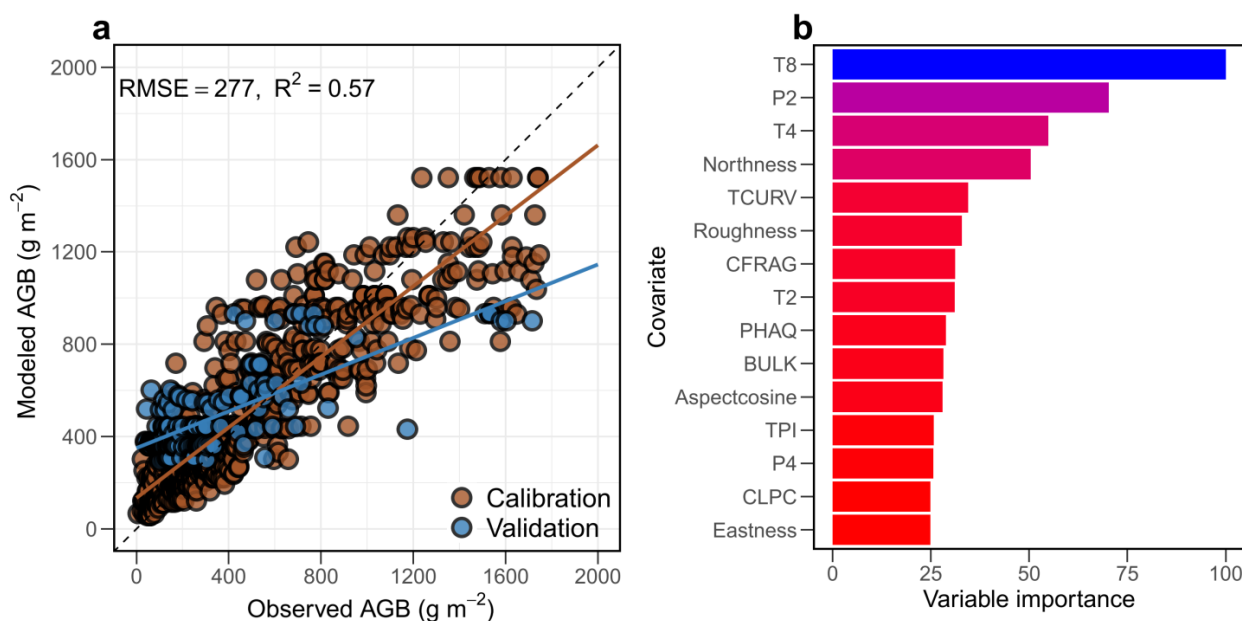 a
RMSE = 277, R² = 0.57
Modeled AGB (g m⁻²)
2000
1600
1200
800
400
0
Calibration
Validation
0 400 800 1200 1600 2000
Observed AGB (g m⁻²)
b
Covariate
T8
P2
T4
Northness
TCURV
Roughness
CFRAG
T2
PHAQ
BULK
Aspectcosine
TPI
P4
CLPC
Eastness
0 25 50 75 100
Variable importance